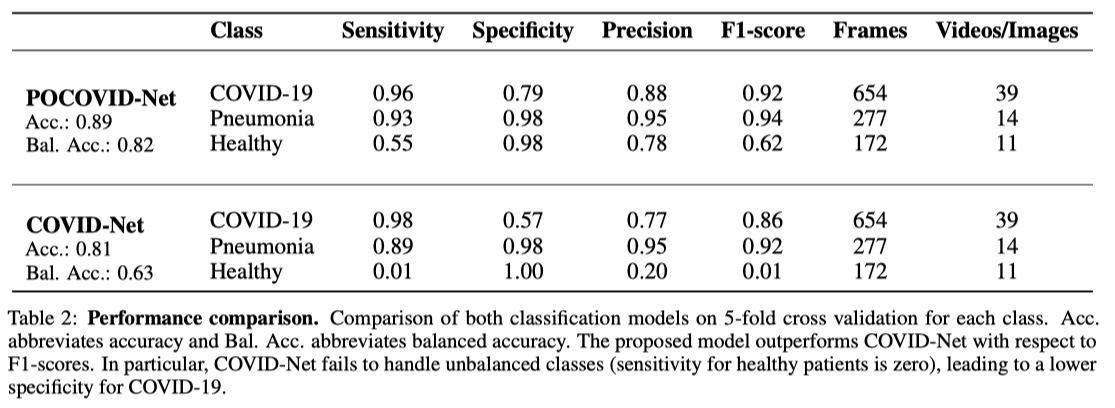 Class Sensitivity Specificity Precision F1-score Frames Videos/Images
POCOVID-Net COVID-19 0.96 0.79 0.88 0.92 654 39
Acc.: 0.89 Pneumonia 0.93 0.98 0.95 0.94 277 14
Bal. Acc.: 0.82 Healthy 0.55 0.98 0.78 0.62 172 11
COVID-Net COVID-19 0.98 0.57 0.77 0.86 654 39
Acc.: 0.81 Pneumonia 0.89 0.98 0.95 0.92 277 14
Bal. Acc.: 0.63 Healthy 0.01 1.00 0.20 0.01 172 11
Table 2: Performance comparison. Comparison of both classification models on 5-fold cross validation for each class. Acc.
abbreviates accuracy and Bal. Acc. abbreviates balanced accuracy. The proposed model outperforms COVID-Net with respect to
F1-scores. In particular, COVID-Net fails to handle unbalanced classes (sensitivity for healthy patients is zero), leading to a lower
specificity for COVID-19.